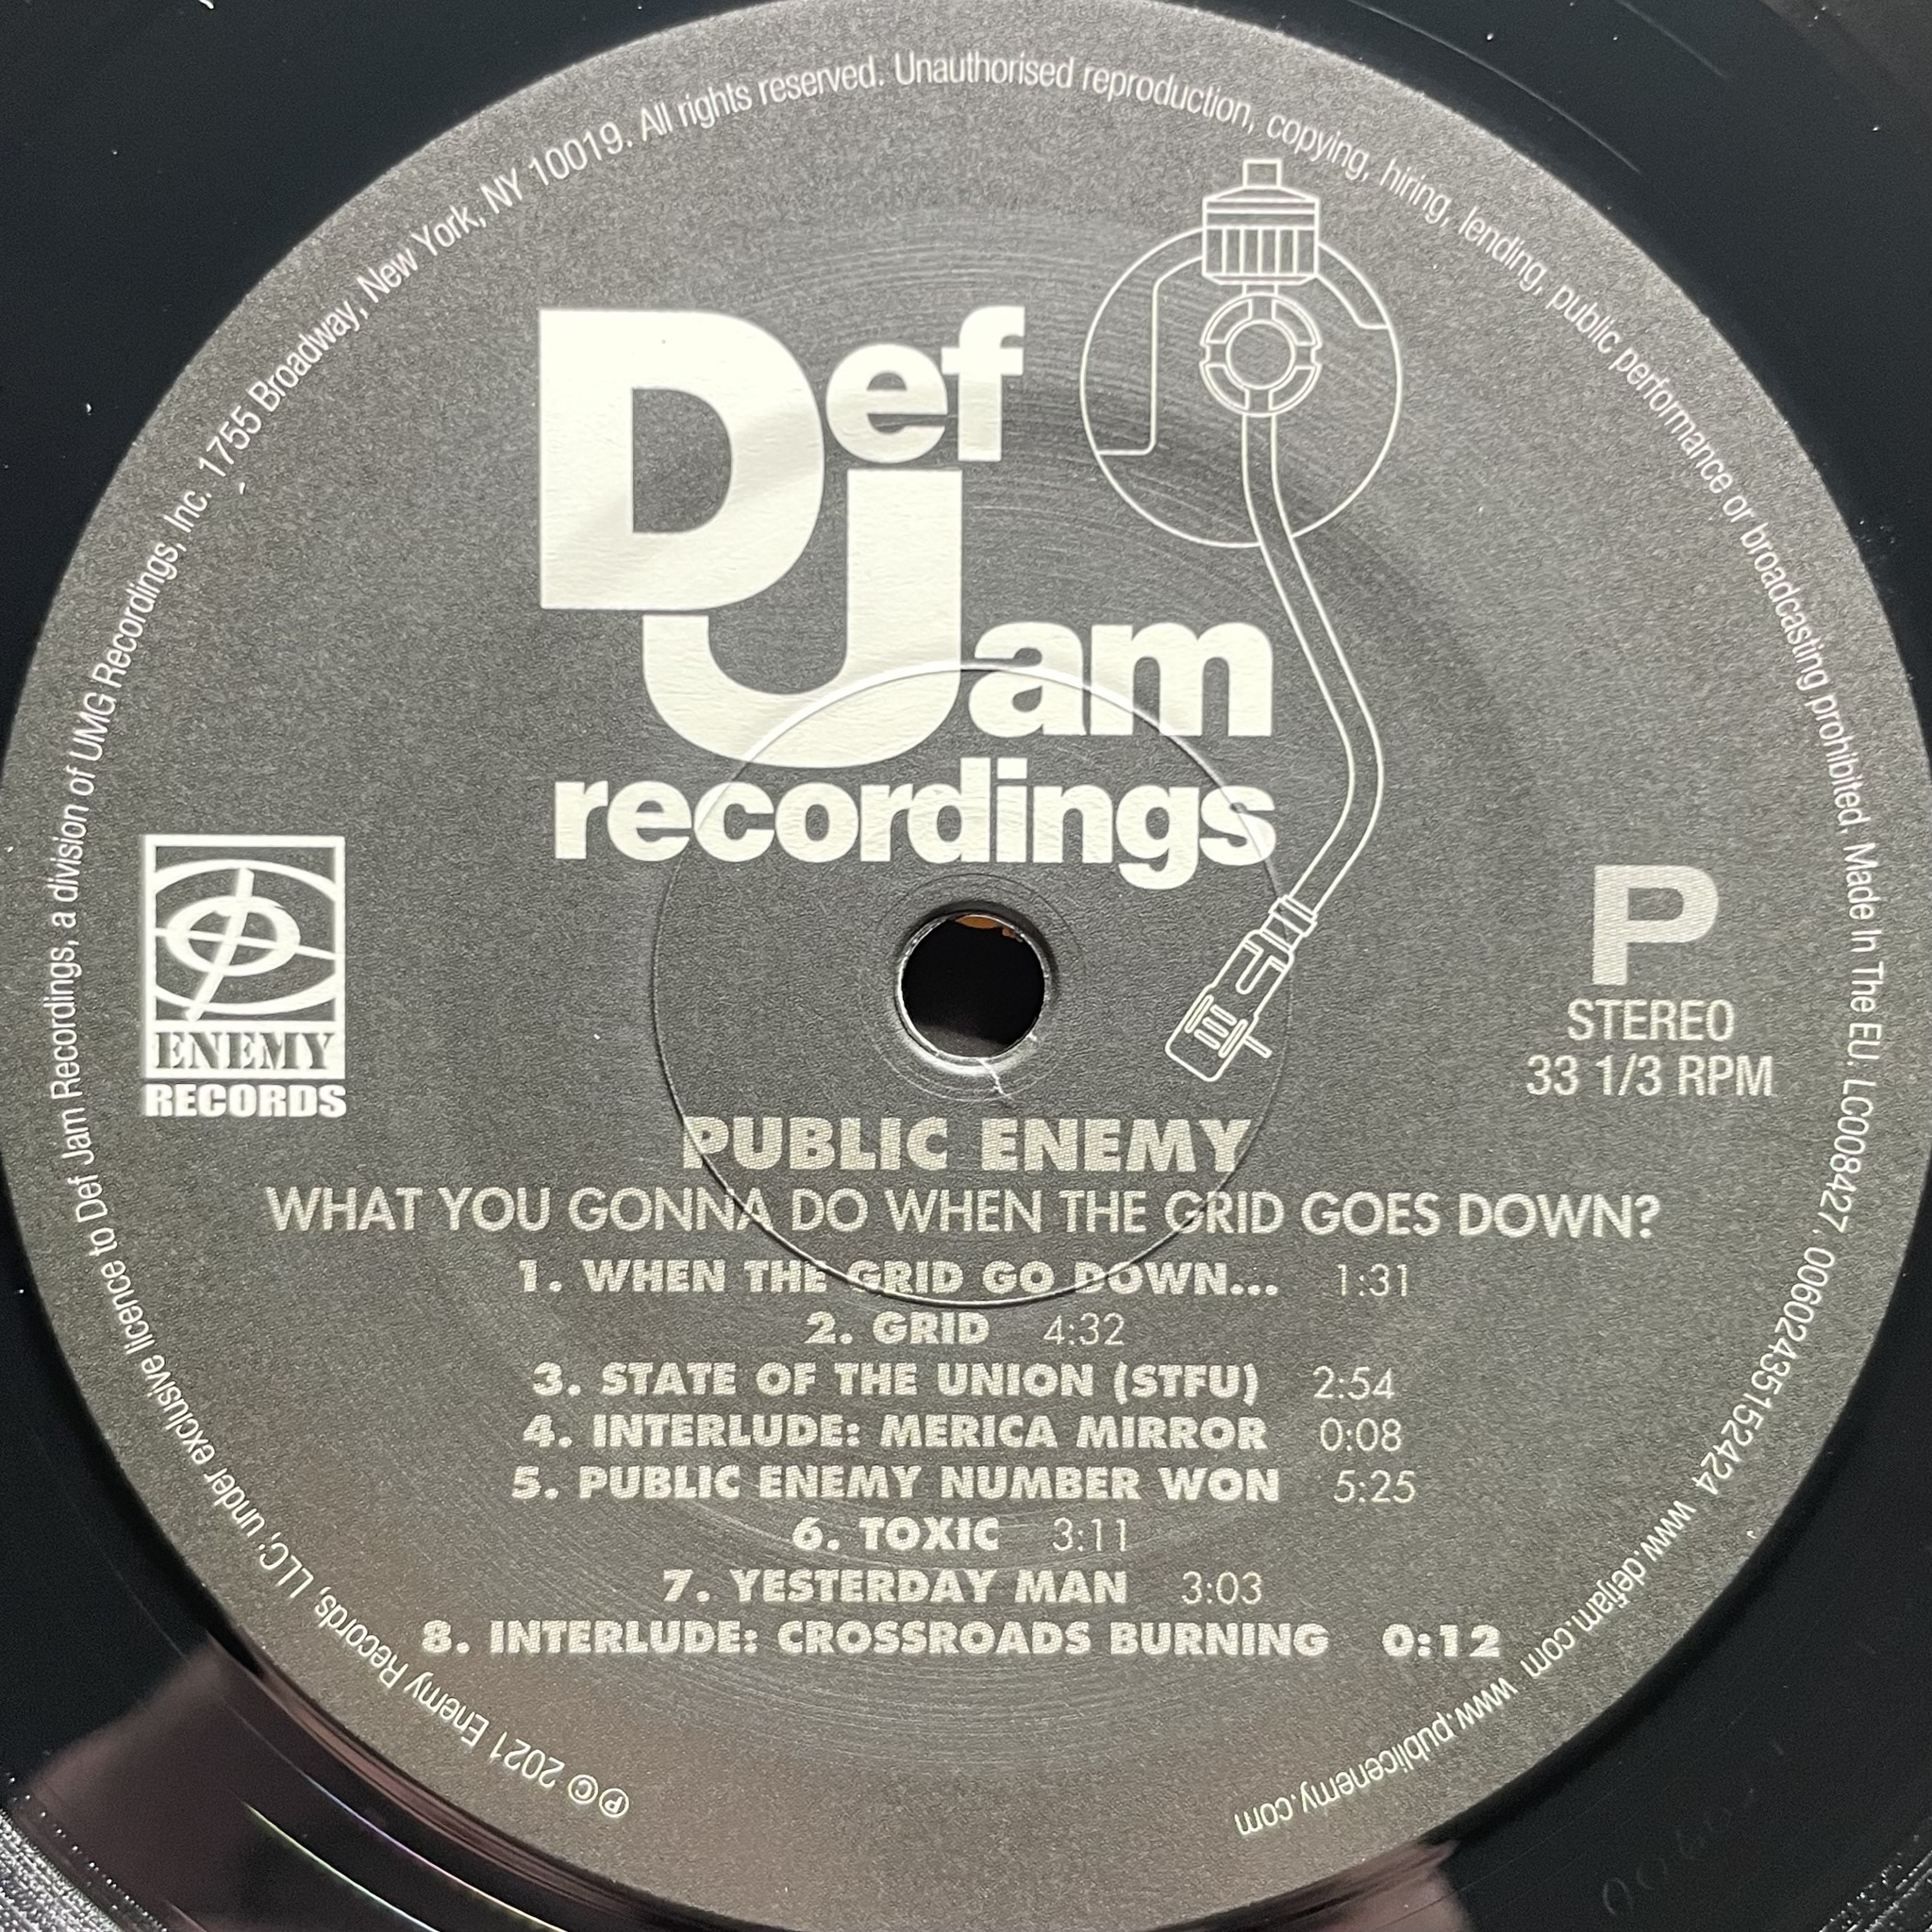 Def Jam
recordings
ENEMY
RECORDS
P
STEREO
33 1/3 RPM
PUBLIC ENEMY
WHAT YOU GONNA DO WHEN THE GRID GOES DOWN?
1. WHEN THE GRID GO DOWN... 1:31
2. GRID 4:32
3. STATE OF THE UNION (STFU) 2:54
4. INTERLUDE: MERICA MIRROR 0:08
5. PUBLIC ENEMY NUMBER WON 5:25
6. TOXIC 3:11
7. YESTERDAY MAN 3:03
8. INTERLUDE: CROSSROADS BURNING 0:12
℗© 2021 Enemy Records, LLC; under exclusive licence to Def Jam Recordings, a division of UMG Recordings, Inc. 1755 Broadway, New York, NY 10019. All rights reserved. Unauthorised reproduction, copying, hiring, lending, public performance or broadcasting prohibited. Made In The EU. LC00842​7. 00602435152424 www.defjam.com www.publicenemy.com